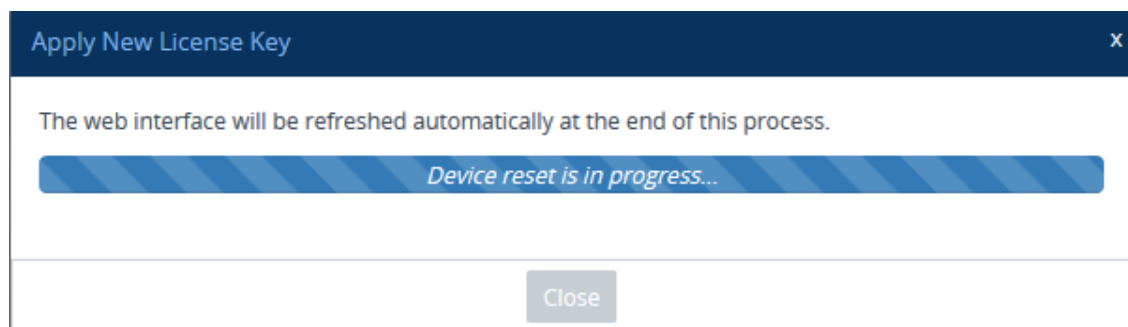 Apply New License Key
x
The web interface will be refreshed automatically at the end of this process.
Device reset is in progress...
Close